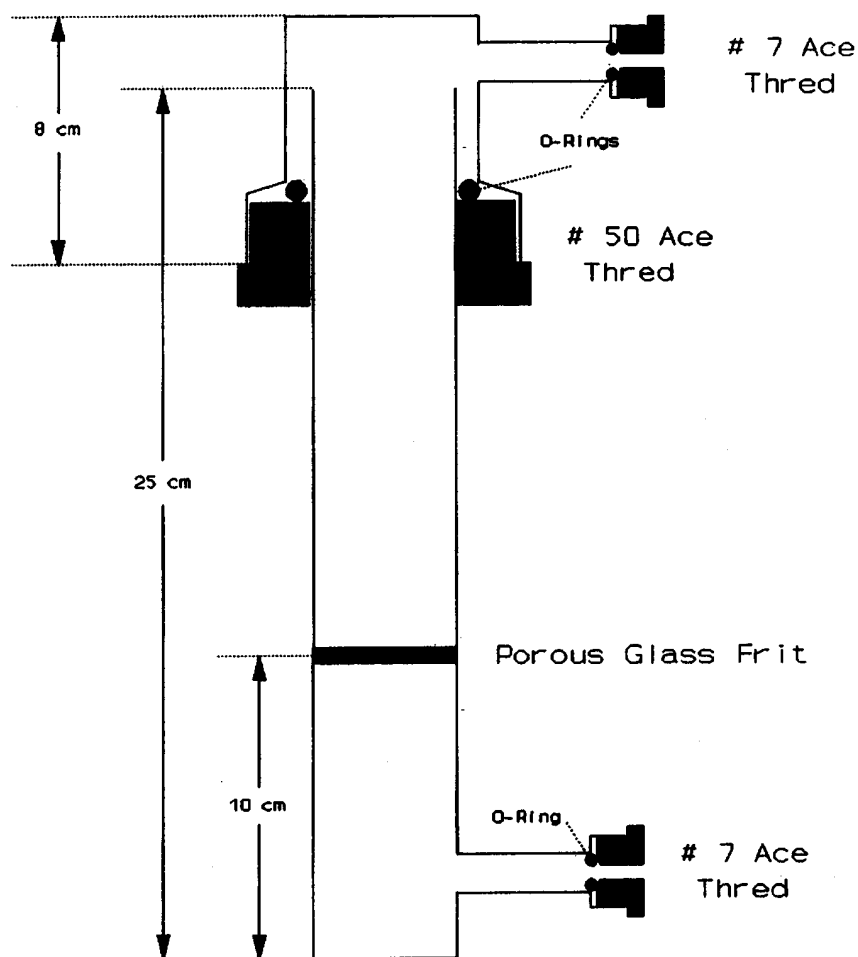 # 7 Ace
Thred
8 cm
O-Rings
# 50 Ace
Thred
25 cm
Porous Glass Frit
10 cm
O-Ring
# 7 Ace
Thred